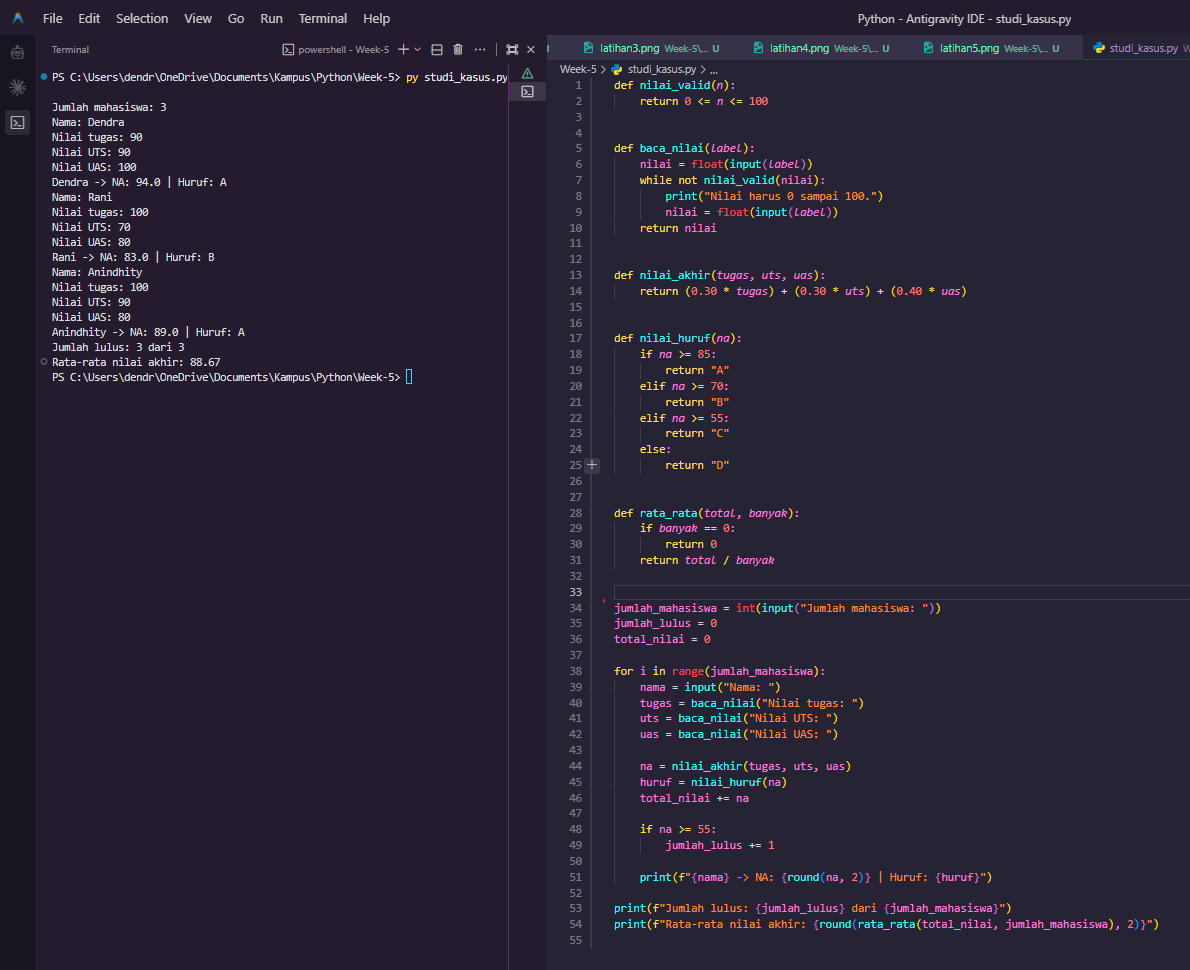 File Edit Selection View Go Run Terminal Help
Python - Antigravity IDE - studi_kasus.py
Terminal
powershell - Week-5
PS C:\Users\dendr\OneDrive\Documents\Kampus\Python\Week-5> py studi_kasus.py
Jumlah mahasiswa: 3
Nama: Dendra
Nilai tugas: 90
Nilai UTS: 90
Nilai UAS: 100
Dendra -> NA: 94.0 | Huruf: A
Nama: Rani
Nilai tugas: 100
Nilai UTS: 70
Nilai UAS: 80
Rani -> NA: 83.0 | Huruf: B
Nama: Anindhity
Nilai tugas: 100
Nilai UTS: 90
Nilai UAS: 80
Anindhity -> NA: 89.0 | Huruf: A
Jumlah lulus: 3 dari 3
Rata-rata nilai akhir: 88.67
PS C:\Users\dendr\OneDrive\Documents\Kampus\Python\Week-5>
U latihan3.png Week-5\... U latihan4.png Week-5\... U latihan5.png Week-5\... U studi_kasus.py W
Week-5 > studi_kasus.py > ...
1 def nilai_valid(n):
2 return 0 <= n <= 100
3
4
5 def baca_nilai(label):
6 nilai = float(input(label))
7 while not nilai_valid(nilai):
8 print("Nilai harus 0 sampai 100.")
9 nilai = float(input(label))
10 return nilai
11
12
13 def nilai_akhir(tugas, uts, uas):
14 return (0.30 * tugas) + (0.30 * uts) + (0.40 * uas)
15
16
17 def nilai_huruf(na):
18 if na >= 85:
19 return "A"
20 elif na >= 70:
21 return "B"
22 elif na >= 55:
23 return "C"
24 else:
25 return "D"
26
27
28 def rata_rata(total, banyak):
29 if banyak == 0:
30 return 0
31 return total / banyak
32
33
34 jumlah_mahasiswa = int(input("Jumlah mahasiswa: "))
35 jumlah_lulus = 0
36 total_nilai = 0
37
38 for i in range(jumlah_mahasiswa):
39 nama = input("Nama: ")
40 tugas = baca_nilai("Nilai tugas: ")
41 uts = baca_nilai("Nilai UTS: ")
42 uas = baca_nilai("Nilai UAS: ")
43
44 na = nilai_akhir(tugas, uts, uas)
45 huruf = nilai_huruf(na)
46 total_nilai += na
47
48 if na >= 55:
49 jumlah_lulus += 1
50
51 print(f"{nama} -> NA: {round(na, 2)} | Huruf: {huruf}")
52
53 print(f"Jumlah lulus: {jumlah_lulus} dari {jumlah_mahasiswa}")
54 print(f"Rata-rata nilai akhir: {round(rata_rata(total_nilai, jumlah_mahasiswa), 2)}")
55